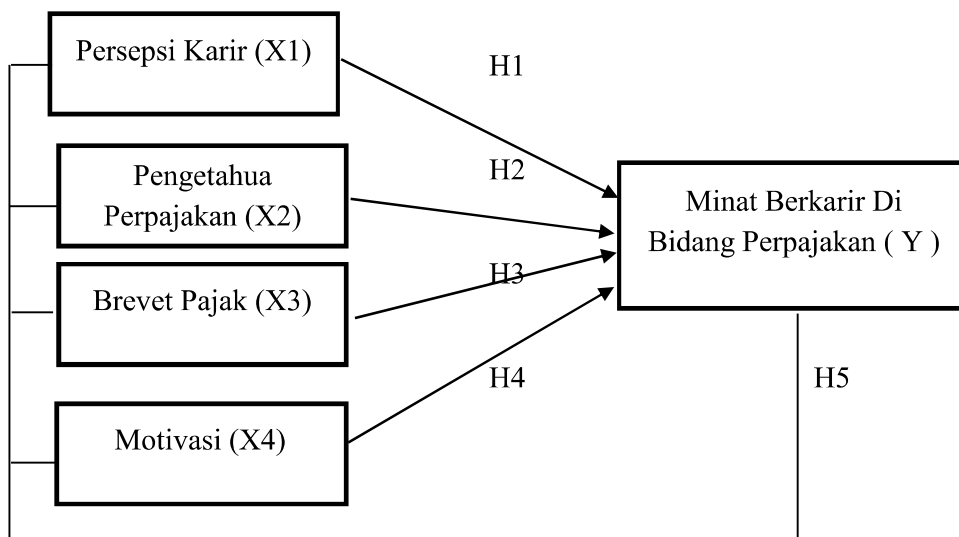 Persepsi Karir (X1)
H1
Pengetahua
Perpajakan (X2)
H2
Minat Berkarir Di
Bidang Perpajakan ( Y )
Brevet Pajak (X3)
H3
Motivasi (X4)
H4
H5